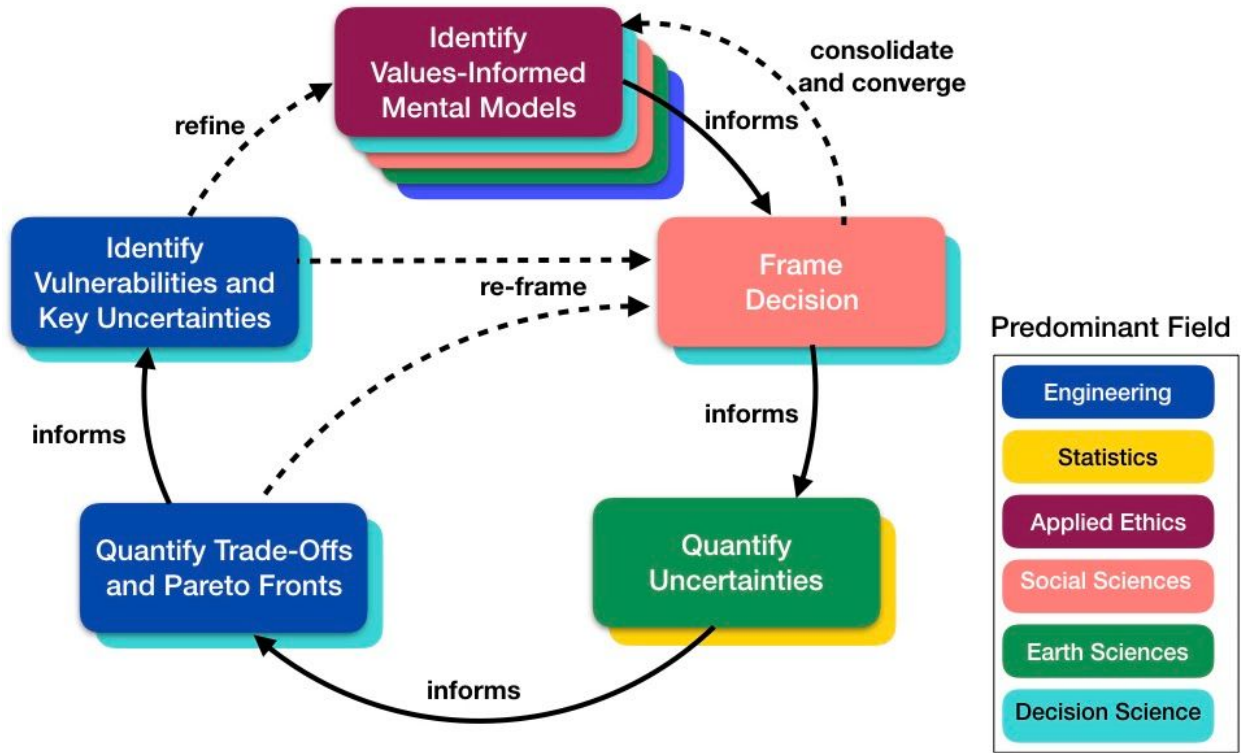 Identify
Values-Informed
Mental Models
consolidate
and converge
refine
informs
Identify
Vulnerabilities and
Key Uncertainties
re-frame
Frame
Decision
informs
informs
Quantify Trade-Offs
and Pareto Fronts
Quantify
Uncertainties
informs
Predominant Field
Engineering
Statistics
Applied Ethics
Social Sciences
Earth Sciences
Decision Science